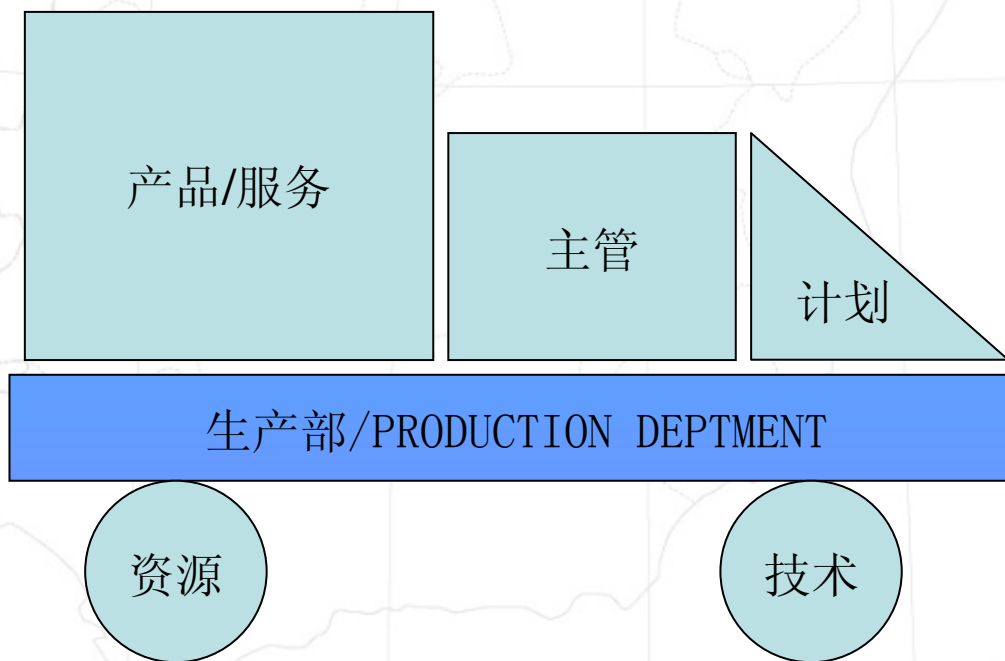 产品/服务
主管
计划
生产部/PRODUCTION DEPTMENT
资源
技术